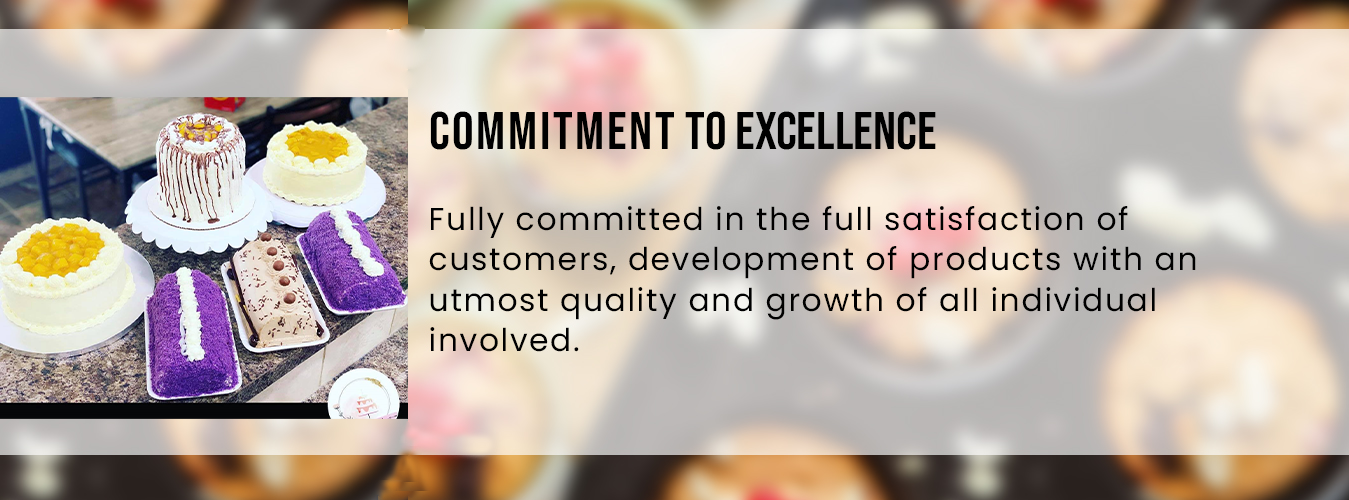 COMMITMENT TO EXCELLENCE
Fully committed in the full satisfaction of
customers, development of products with an
utmost quality and growth of all individual
involved.